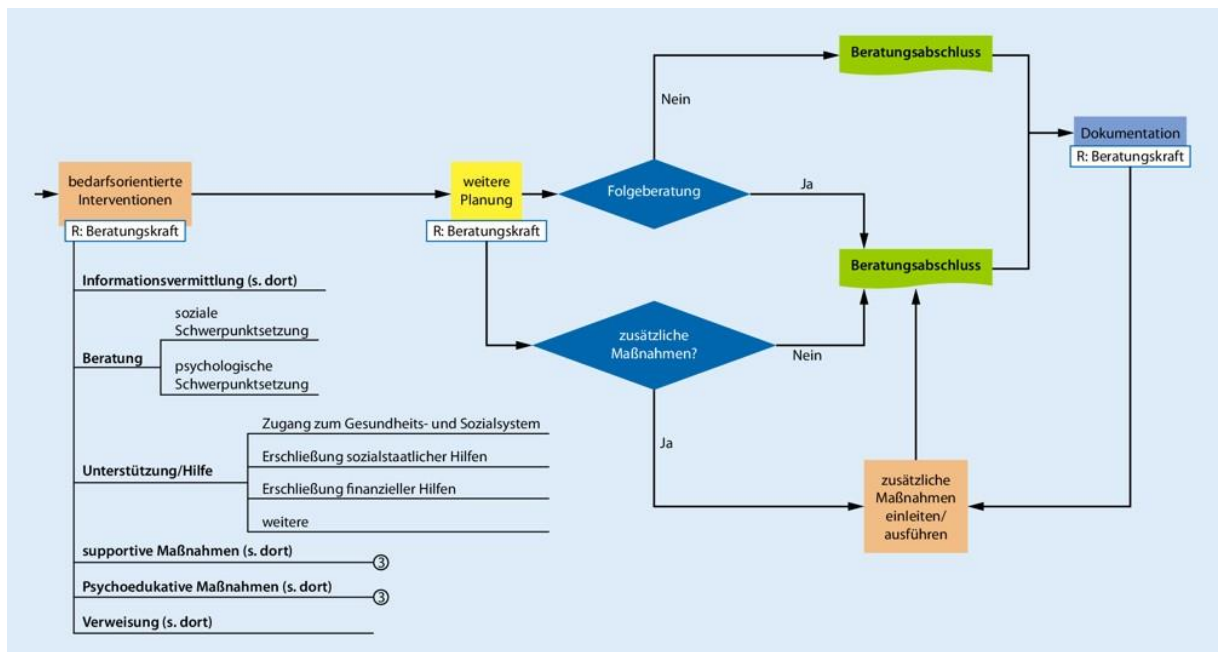 Beratungsabschluss
Nein
Dokumentation
R: Beratungskraft
bedarfsorientierte
Interventionen
R: Beratungskraft
weitere
Planung
R: Beratungskraft
Folgeberatung
Ja
Beratungsabschluss
Informationsvermittlung (s. dort)
soziale
Schwerpunktsetzung
Beratung
psychologische
Schwerpunktsetzung
zusätzliche
Maßnahmen?
Nein
Ja
Zugang zum Gesundheits- und Sozialsystem
Erschließung sozialstaatlicher Hilfen
Unterstützung/Hilfe
Erschließung finanzieller Hilfen
weitere
zusätzliche
Maßnahmen
einleiten/
ausführen
supportive Maßnahmen (s. dort)
3
Psychoedukative Maßnahmen (s. dort)
3
Verweisung (s. dort)